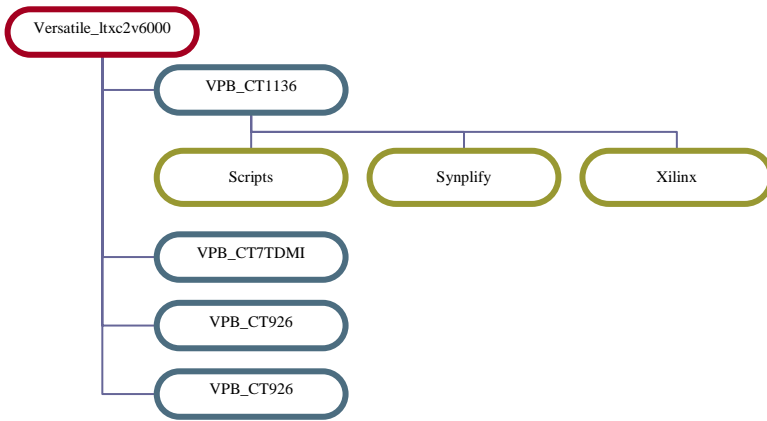 Versatile_ltxc2v6000
VPB_CT1136
Scripts
Synplify
Xilinx
VPB_CT7TDMI
VPB_CT926
VPB_CT926